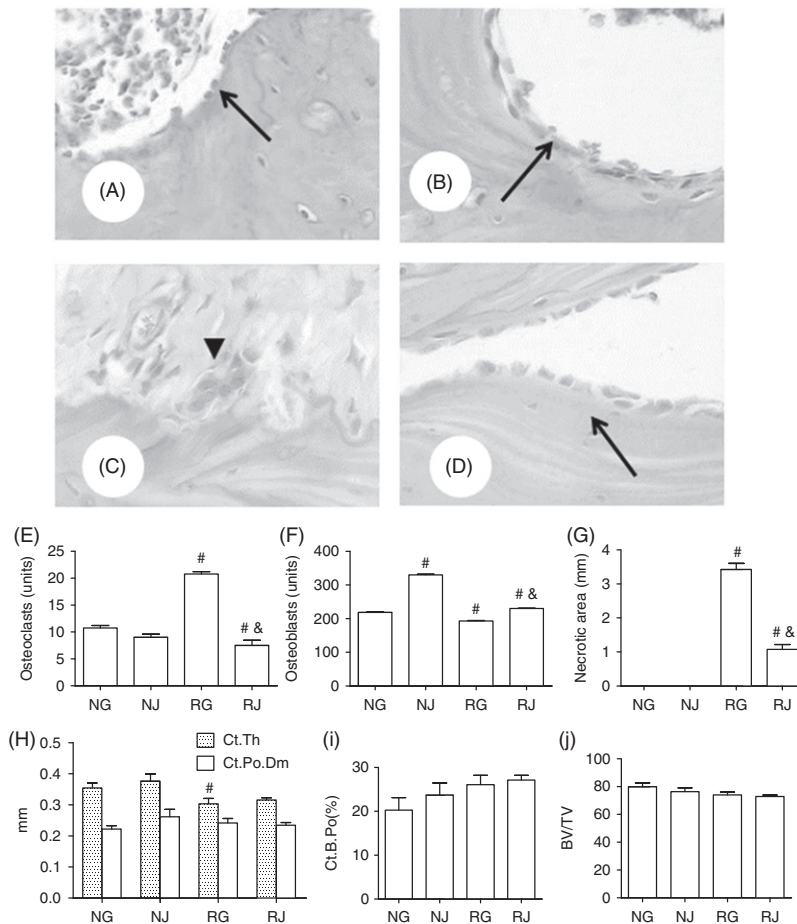 (A)
(B)
(C)
(D)
(E)
Osteoclasts (units)
25
20
15
10
5
0
#
# &
NG NJ RG RJ
(F)
Osteoblasts (units)
400
300
200
100
0
#
#
# &
NG NJ RG RJ
(G)
Necrotic area (mm)
4
3
2
1
0
#
# &
NG NJ RG RJ
(H)
mm
0.5
0.4
0.3
0.2
0.1
0.0
Ct.Th
Ct.Po.Dm
#
NG NJ RG RJ
(i)
Ct.B.Po(%)
30
20
10
0
NG NJ RG RJ
(j)
BV/TV
100
80
60
40
20
0
NG NJ RG RJ